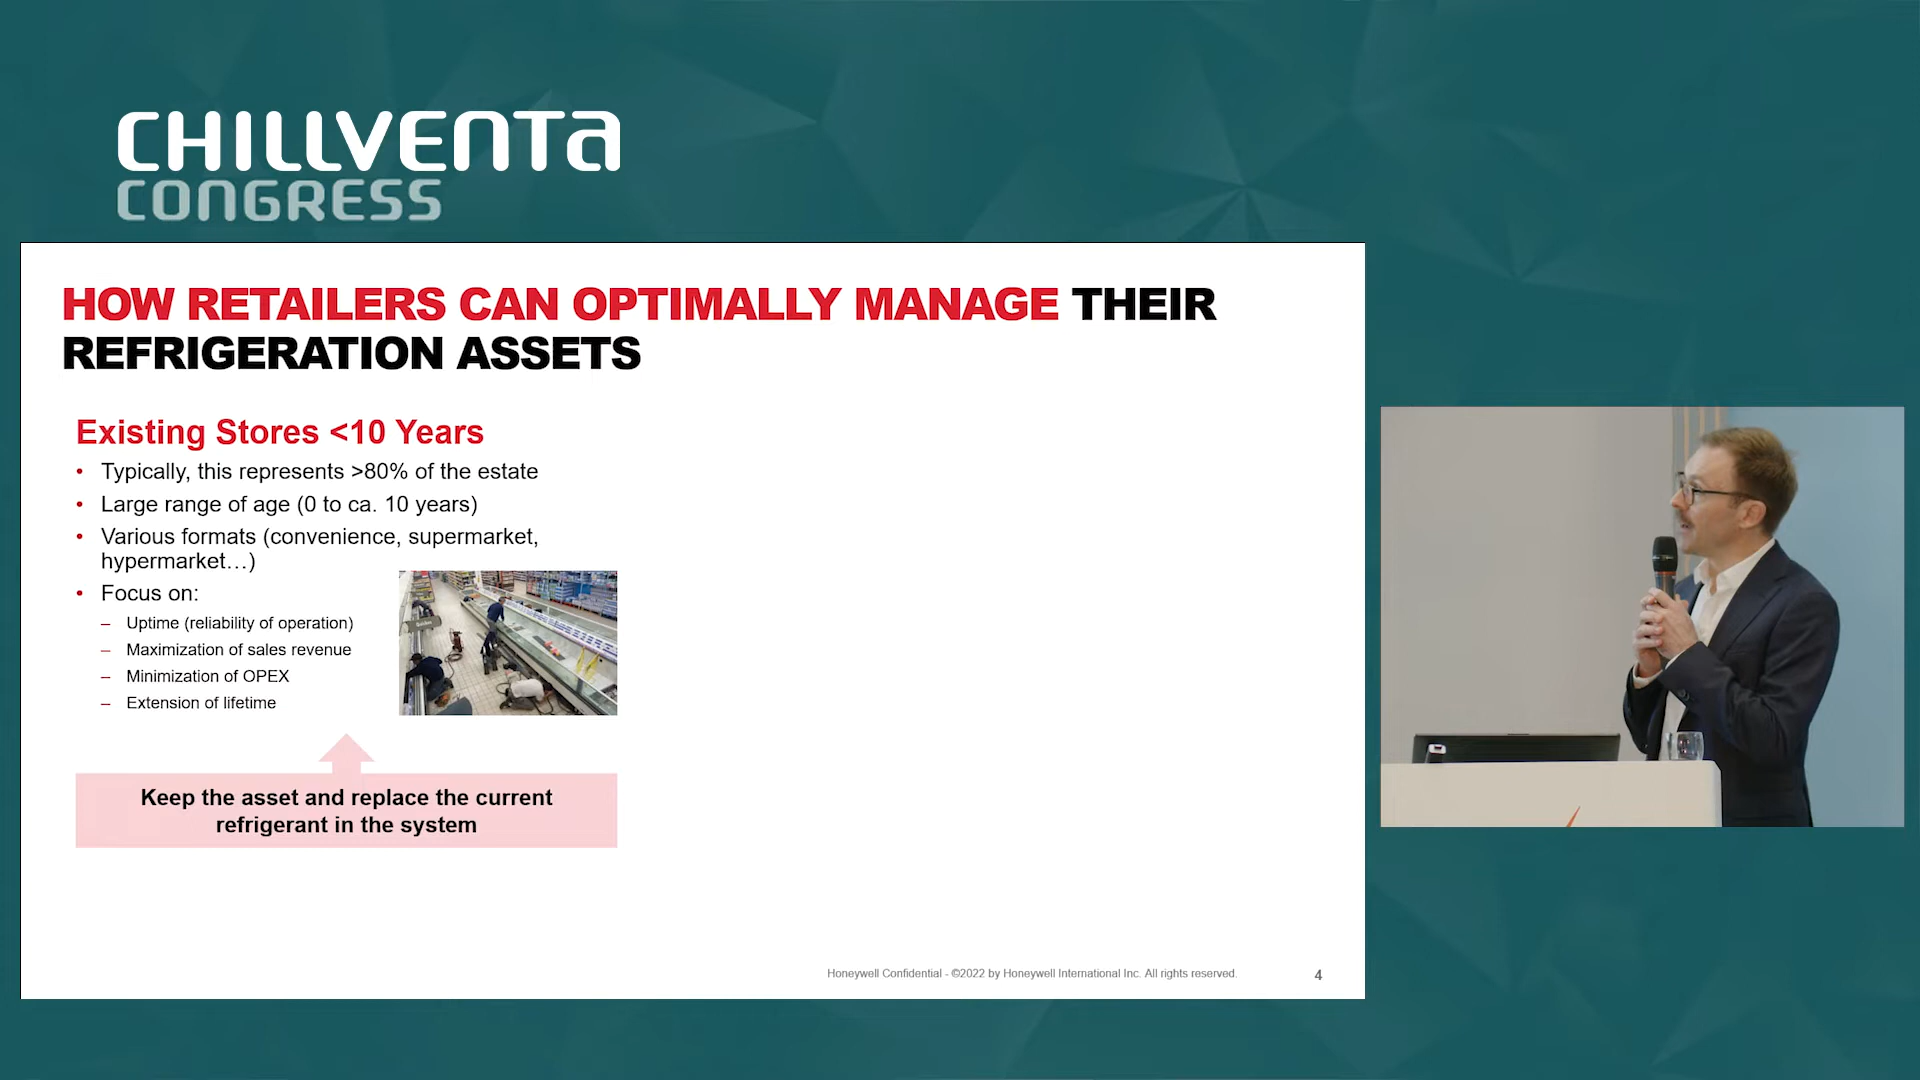 CHILLVENTA
CONGRESS
HOW RETAILERS CAN OPTIMALLY MANAGE THEIR
REFRIGERATION ASSETS
Existing Stores <10 Years
• Typically, this represents >80% of the estate
• Large range of age (0 to ca. 10 years)
• Various formats (convenience, supermarket,
hypermarket…)
• Focus on:
– Uptime (reliability of operation)
– Maximization of sales revenue
– Minimization of OPEX
– Extension of lifetime
Keep the asset and replace the current
refrigerant in the system
Honeywell Confidential - ©2022 by Honeywell International Inc. All rights reserved.
4